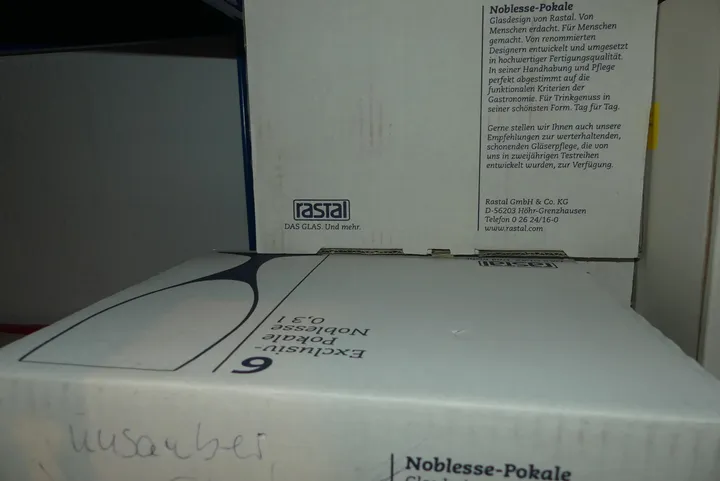 Noblesse-Pokale
Glasdesign von Rastal. Von
Menschen erdacht. Für Menschen
gemacht. Von renommierten
Designern entwickelt und umgesetzt
in hochwertiger Fertigungsqualität.
In seiner Handhabung und Pflege
perfekt abgestimmt auf die
funktionalen Kriterien der
Gastronomie. Für Trinkgenuss in
seiner schönsten Form. Tag für Tag.
Gerne stellen wir Ihnen auch unsere
Empfehlungen zur werterhaltenden,
schonenden Gläserpflege, die von
uns in zweijährigen Testreihen
entwickelt wurden, zur Verfügung.
rastal
DAS GLAS. Und mehr.
Rastal GmbH & Co. KG
D-56203 Höhr-Grenzhausen
Telefon 0 26 24/16-0
www.rastal.com
rastal
6
Exclusiv-
Pokale
Noblesse
0,3 l
unsauber
Noblesse-Pokale